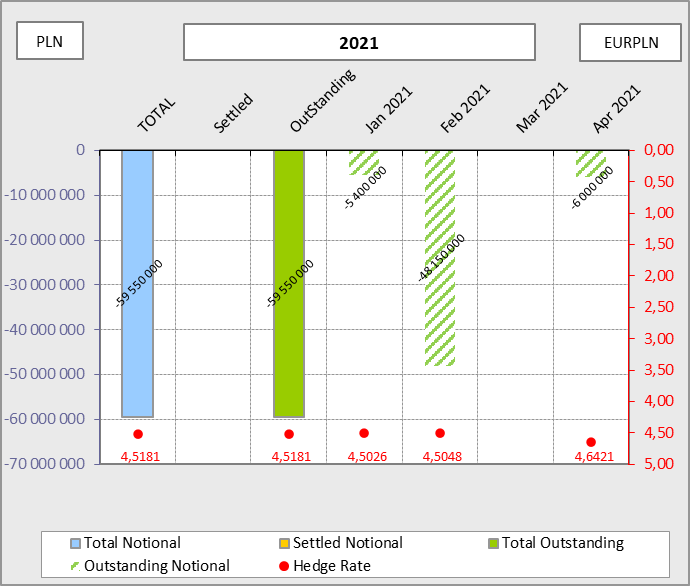 PLN
2021
EURPLN
TOTAL
Settled
OutStanding
Jan 2021
Feb 2021
Mar 2021
Apr 2021
0
-10 000 000
-20 000 000
-30 000 000
-40 000 000
-50 000 000
-60 000 000
-70 000 000
-59 550 000
-59 550 000
-5 400 000
-48 150 000
-6 000 000
4,5181
4,5181
4,5026
4,5048
4,6421
0,00
0,50
1,00
1,50
2,00
2,50
3,00
3,50
4,00
4,50
5,00
Total Notional
Settled Notional
Total Outstanding
Outstanding Notional
Hedge Rate